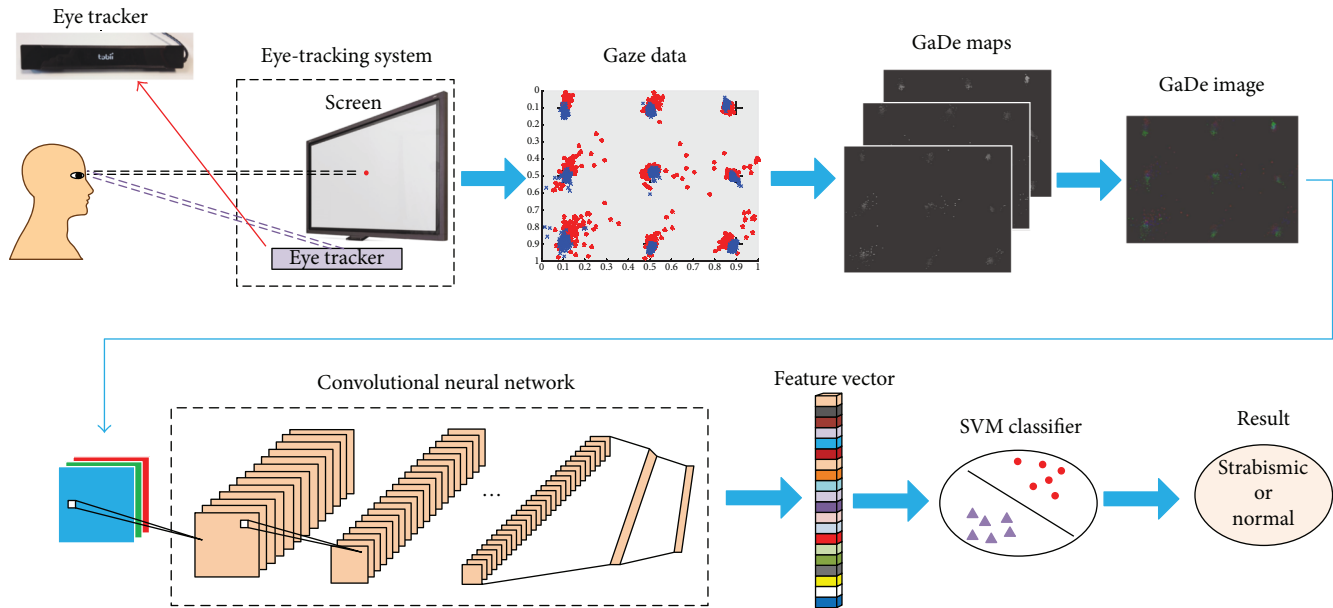 Eye tracker
tobii
Eye-tracking system
Screen
Eye tracker
Gaze data
0
0.1
0.2
0.3
0.4
0.5
0.6
0.7
0.8
0.9
1
0 0.1 0.2 0.3 0.4 0.5 0.6 0.7 0.8 0.9 1
GaDe maps
GaDe image
Convolutional neural network
...
Feature vector
SVM classifier
Result
Strabismic
or
normal